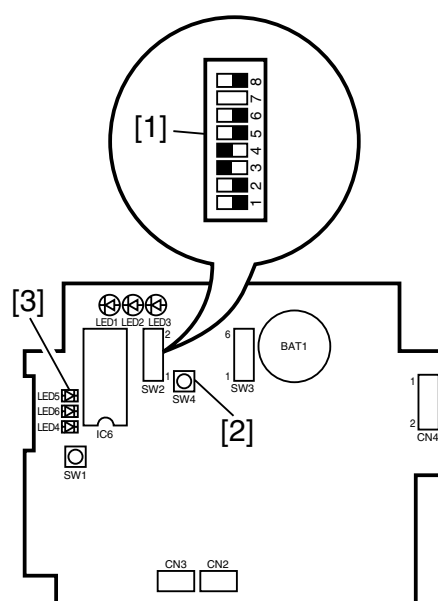 8
7
6
5
4
3
2
1
[1]
[3]
LED1 LED2 LED3
2
1
SW2
6
1
SW3
BAT1
SW4
[2]
LED5
LED6
LED4
IC6
SW1
1
2
CN4
CN3
CN2